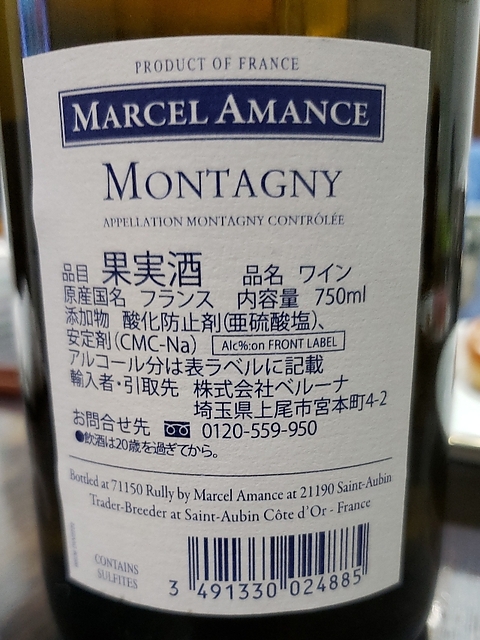 PRODUCT OF FRANCE
MARCEL AMANCE
MONTAGNY
APPELLATION MONTAGNY CONTRÔLÉE
品目 果実酒 品名 ワイン
原産国名 フランス 内容量 750ml
添加物 酸化防止剤(亜硫酸塩)、
安定剤(CMC-Na) Alc%:on FRONT LABEL
アルコール分は表ラベルに記載
輸入者・引取先 株式会社ベルーナ
埼玉県上尾市宮本町4-2
お問合せ先 0120-559-950
●飲酒は20歳を過ぎてから。
Bottled at 71150 Rully by Marcel Amance at 21190 Saint-Aubin
Trader-Breeder at Saint-Aubin Côte d'Or - France
CONTAINS
SULFITES
3 491330 024885